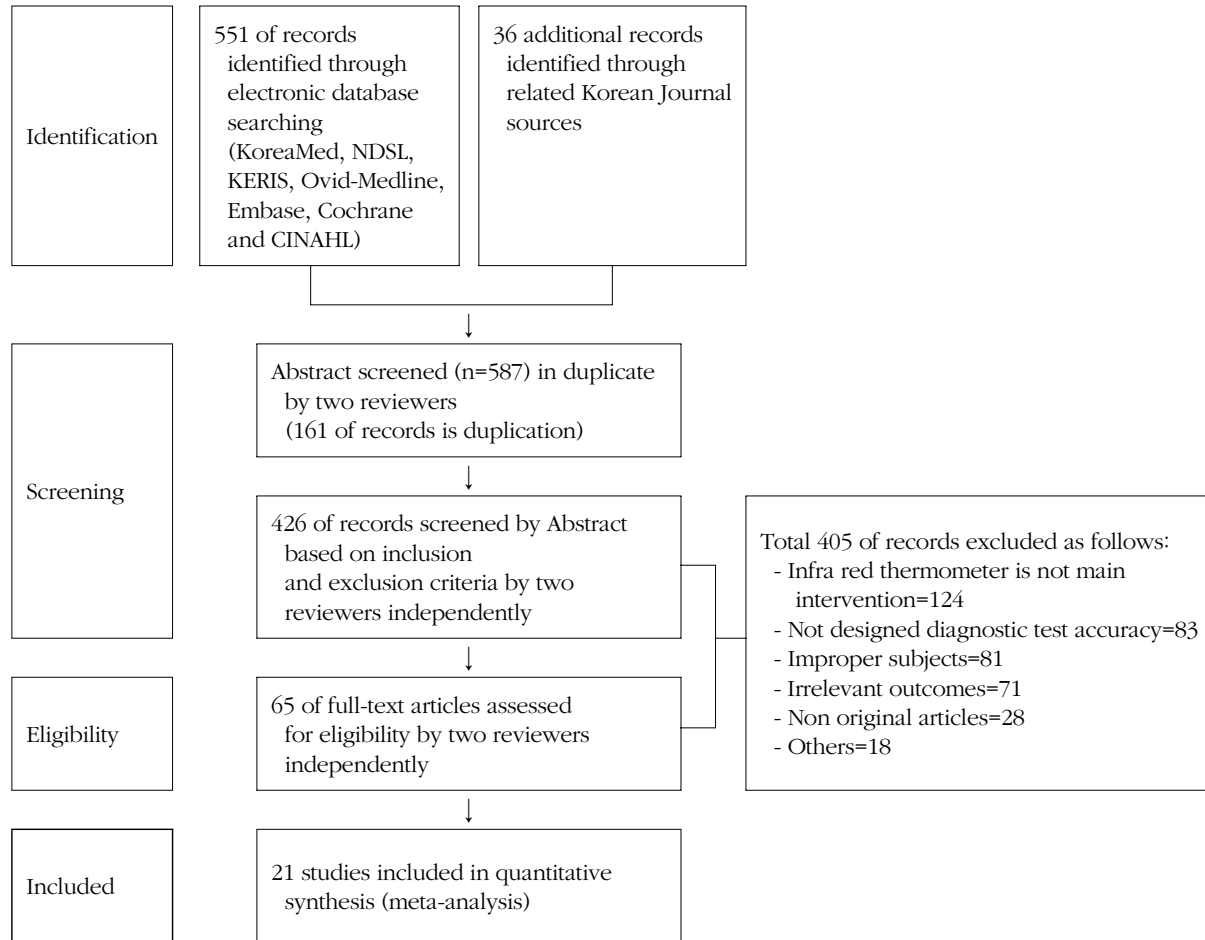 Identification
551 of records
identified through
electronic database
searching
(KoreaMed, NDSL,
KERIS, Ovid-Medline,
Embase, Cochrane
and CINAHL)
36 additional records
identified through
related Korean Journal
sources
↓
Screening
Abstract screened (n=587) in duplicate
by two reviewers
(161 of records is duplication)
↓
426 of records screened by Abstract
based on inclusion
and exclusion criteria by two
reviewers independently
Total 405 of records excluded as follows:
- Infra red thermometer is not main
intervention=124
- Not designed diagnostic test accuracy=83
- Improper subjects=81
- Irrelevant outcomes=71
- Non original articles=28
- Others=18
↓
Eligibility
65 of full-text articles assessed
for eligibility by two reviewers
independently
↓
Included
21 studies included in quantitative
synthesis (meta-analysis)